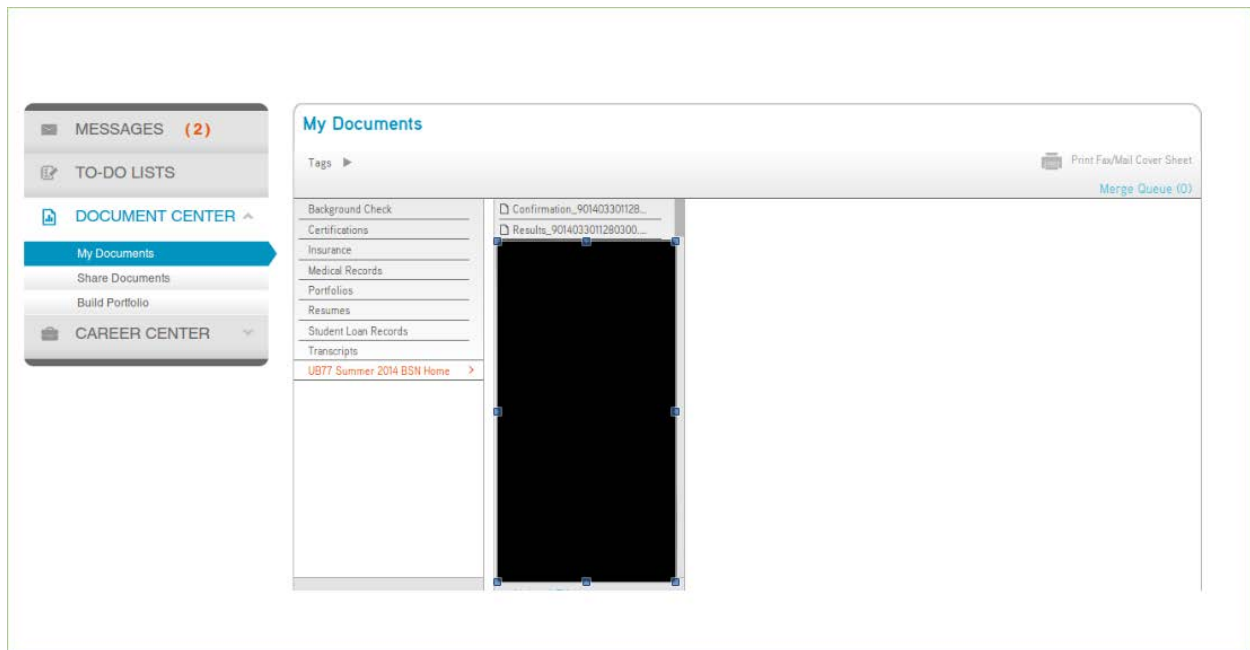 MESSAGES (2)
TO-DO LISTS
DOCUMENT CENTER
My Documents
Share Documents
Build Portfolio
CAREER CENTER
My Documents
Tags
Print Fax/Mail Cover Sheet
Merge Queue (0)
Background Check
Certifications
Insurance
Medical Records
Portfolios
Resumes
Student Loan Records
Transcripts
UB77 Summer 2014 BSN Home
Confirmation_901403301128...
Results_9014033011280300....